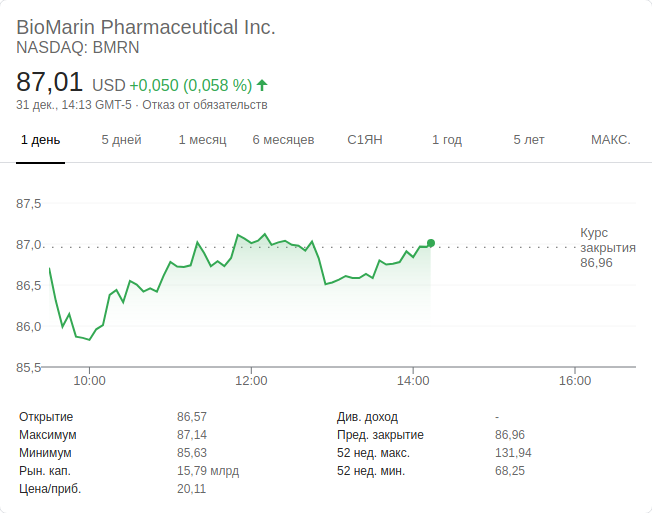 BioMarin Pharmaceutical Inc.
NASDAQ: BMRN
87,01 USD +0,050 (0,058 %)
31 дек., 14:13 GMT-5 · Отказ от обязательств
1 день 5 дней 1 месяц 6 месяцев С1ЯН 1 год 5 лет МАКС.
87,5
87,0
86,5
86,0
85,5
Курс
закрытия
86,96
10:00 12:00 14:00 16:00
Открытие 86,57 Див. доход -
Максимум 87,14 Пред. закрытие 86,96
Минимум 85,63 52 нед. макс. 131,94
Рын. кап. 15,79 млрд 52 нед. мин. 68,25
Цена/приб. 20,11